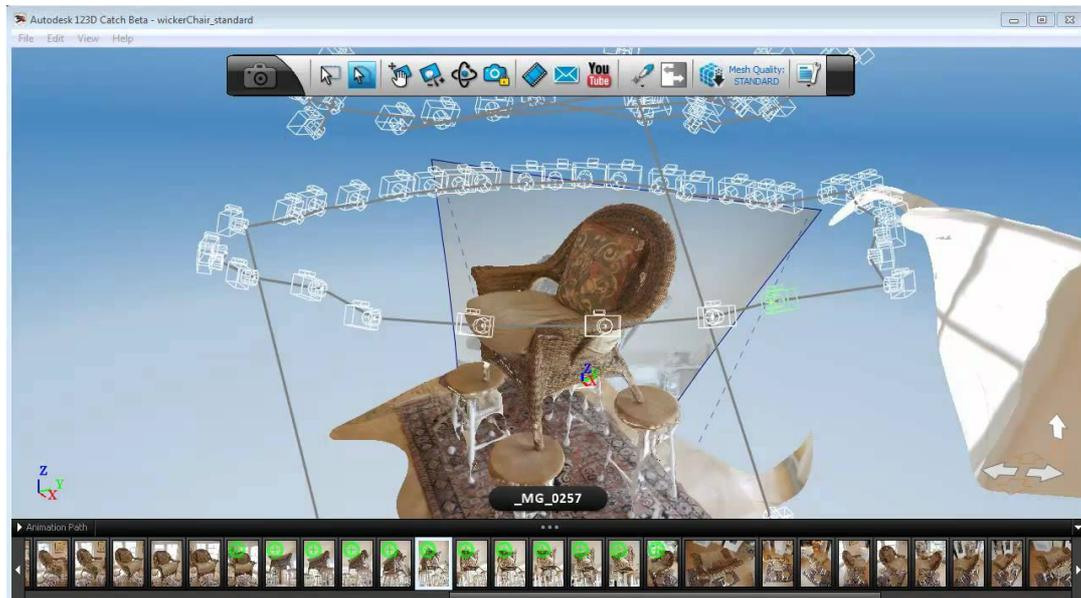 Autodesk 123D Catch Beta - wickerChair_standard
File Edit View Help
You
Tube
Mesh Quality:
STANDARD
Z
Y
X
Z
Y
X
_MG_0257
Animation Path